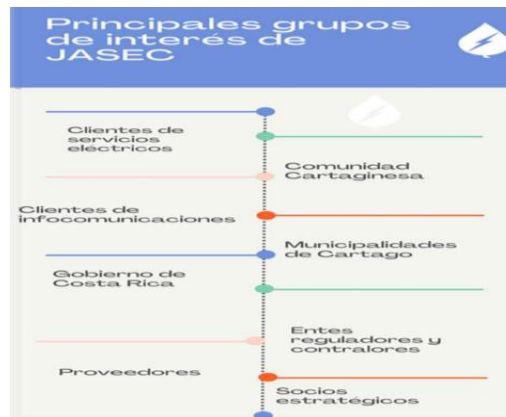 Principales grupos
de interés de
JASEC
Clientes de
servicios
eléctricos
Comunidad
Cartaginesa
Clientes de
infocomunicaciones
Municipalidades
de Cartago
Gobierno de
Costa Rica
Entes
reguladores y
contralores
Proveedores
Socios
estratégicos